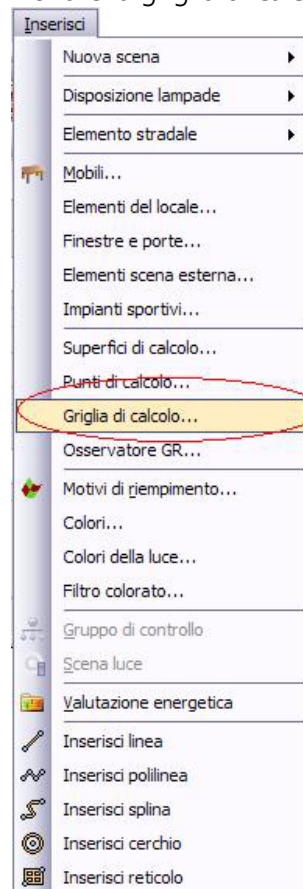 Inserisci
Nuova scena
Disposizione lampade
Elemento stradale
Mobili...
Elementi del locale...
Finestre e porte...
Elementi scena esterna...
Impianti sportivi...
Superfici di calcolo...
Punti di calcolo...
Griglia di calcolo...
Osservatore GR...
Motivi di riempimento...
Colori...
Colori della luce...
Filtro colorato...
Gruppo di controllo
Scena luce
Valutazione energetica
Inserisci linea
Inserisci polilinea
Inserisci splina
Inserisci cerchio
Inserisci reticolo